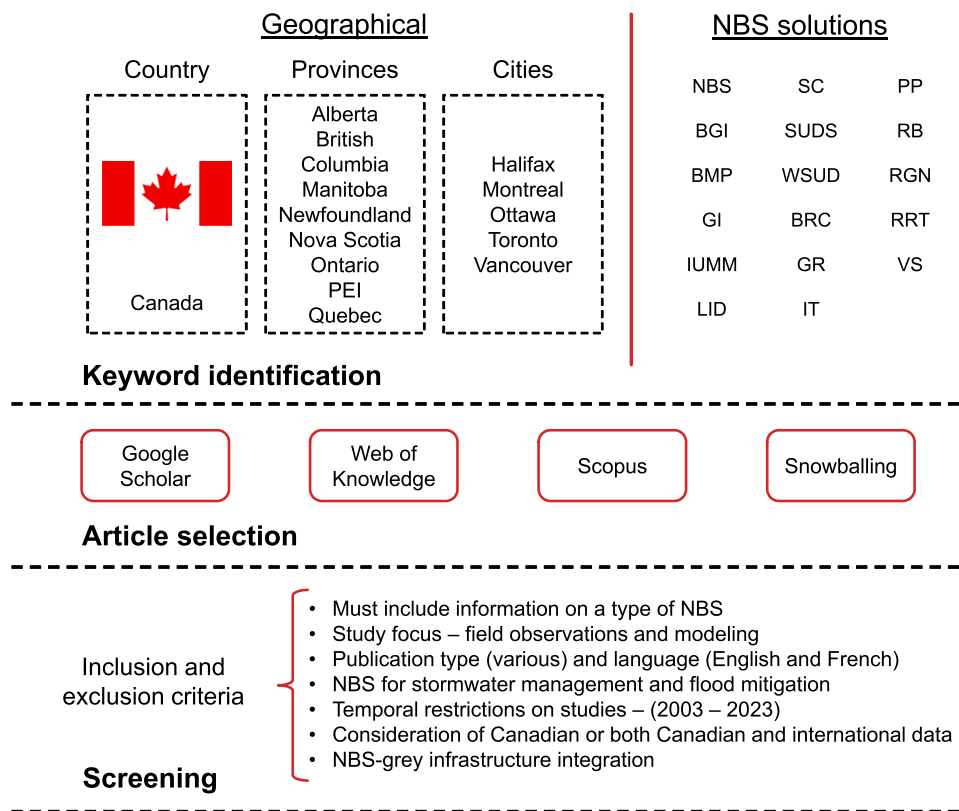 Geographical
Country
Canada
Provinces
Alberta
British
Columbia
Manitoba
Newfoundland
Nova Scotia
Ontario
PEI
Quebec
Cities
Halifax
Montreal
Ottawa
Toronto
Vancouver
NBS solutions
NBS SC PP
BGI SUDS RB
BMP WSUD RGN
GI BRC RRT
IUMM GR VS
LID IT
Keyword identification
Google
Scholar
Web of
Knowledge
Scopus
Snowballing
Article selection
Inclusion and
exclusion criteria
• Must include information on a type of NBS
• Study focus – field observations and modeling
• Publication type (various) and language (English and French)
• NBS for stormwater management and flood mitigation
• Temporal restrictions on studies – (2003 – 2023)
• Consideration of Canadian or both Canadian and international data
• NBS-grey infrastructure integration
Screening